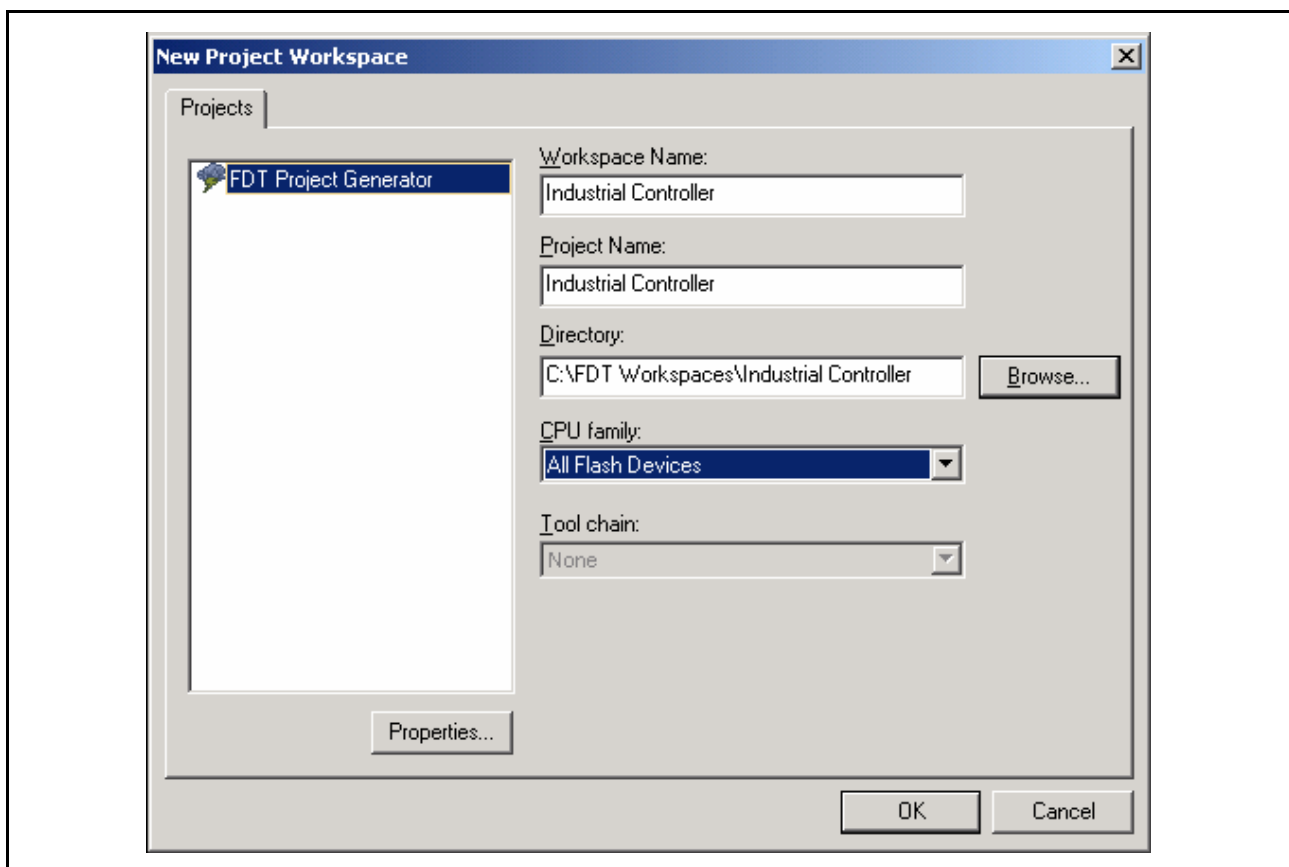 New Project Workspace
Projects
FDT Project Generator
Properties...
Workspace Name:
Industrial Controller
Project Name:
Industrial Controller
Directory:
C:\FDT Workspaces\Industrial Controller
Browse...
CPU family:
All Flash Devices
Tool chain:
None
OK
Cancel